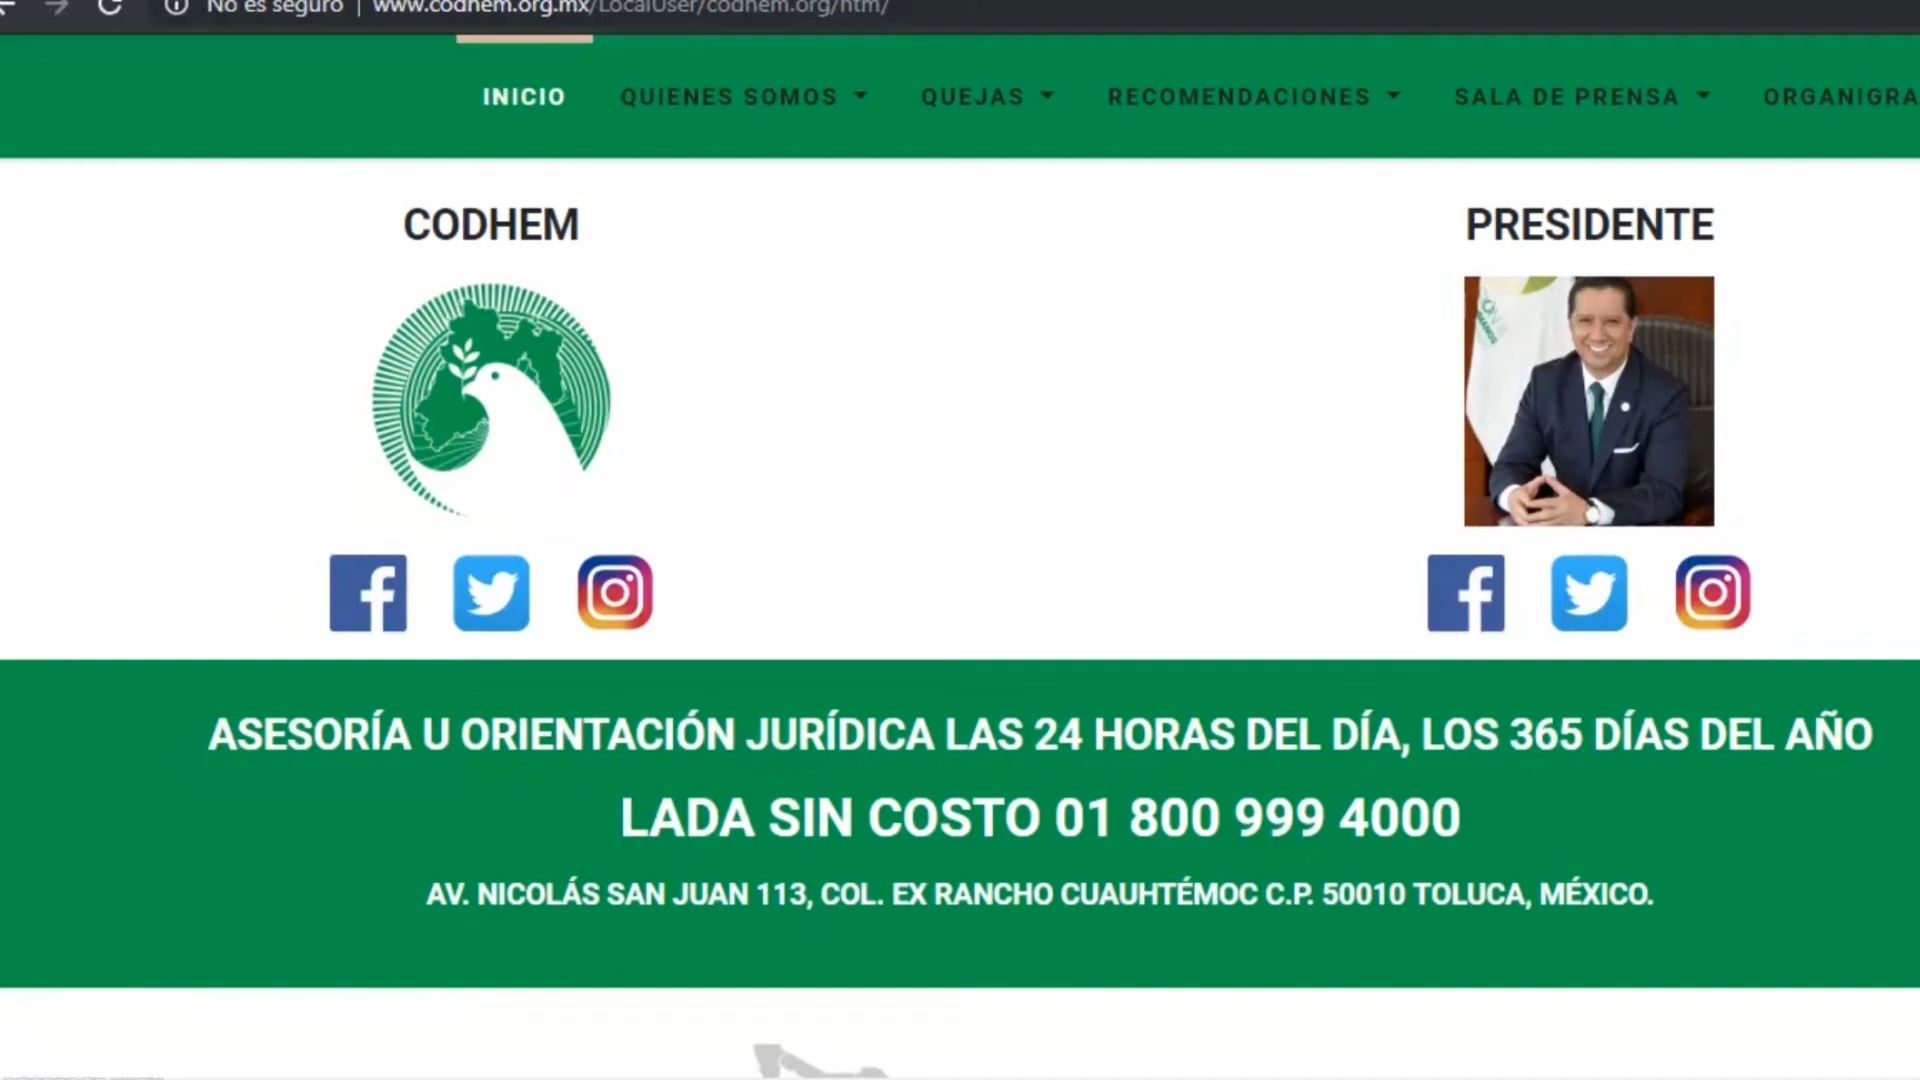 No es seguro | www.codhem.org.mx/LocalUser/codhem.org/htm/
INICIO QUIENES SOMOS QUEJAS RECOMENDACIONES SALA DE PRENSA ORGANIGRA
CODHEM
PRESIDENTE
ASESORÍA U ORIENTACIÓN JURÍDICA LAS 24 HORAS DEL DÍA, LOS 365 DÍAS DEL AÑO
LADA SIN COSTO 01 800 999 4000
AV. NICOLÁS SAN JUAN 113, COL. EX RANCHO CUAUHTÉMOC C.P. 50010 TOLUCA, MÉXICO.